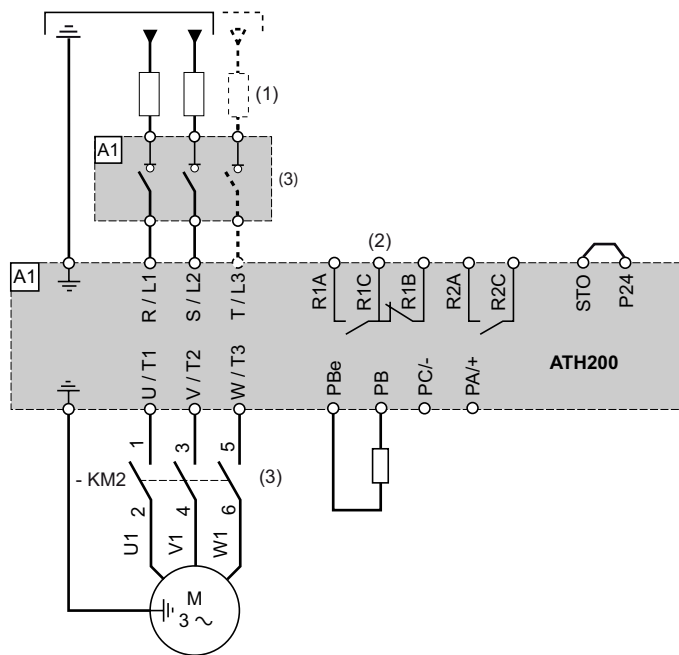 (1)
A1
(3)
(2)
A1
R / L1
S / L2
T / L3
R1A
R1C
R1B
R2A
R2C
STO
P24
ATH200
U / T1
V / T2
W / T3
PBe
PB
PC/-
PA/+
1
3
5
- KM2
(3)
2
4
6
U1
V1
W1
M
3 ~